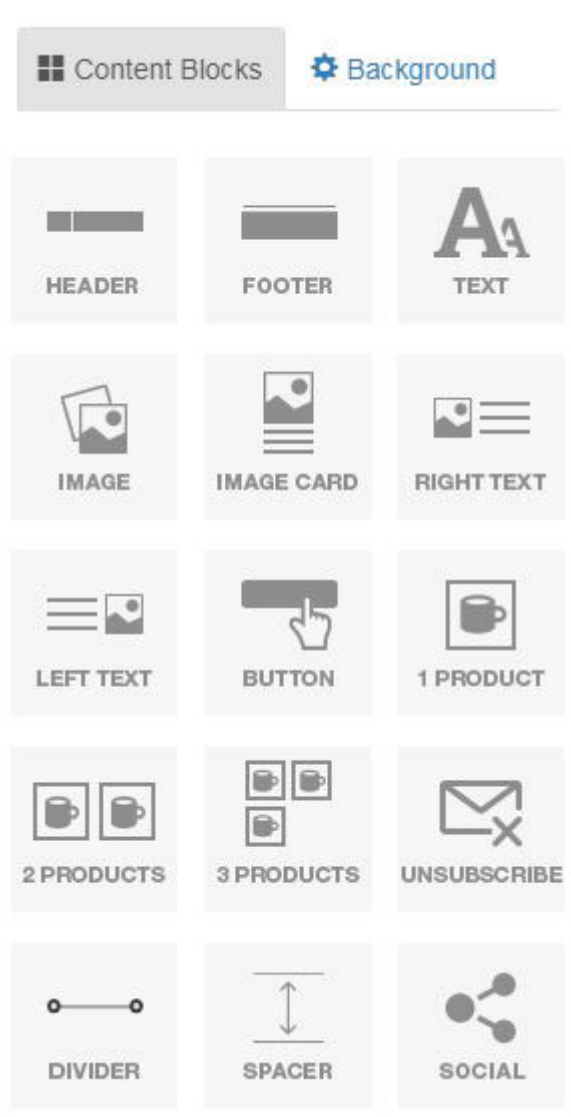 Content Blocks Background
HEADER FOOTER TEXT
IMAGE IMAGE CARD RIGHT TEXT
LEFT TEXT BUTTON 1 PRODUCT
2 PRODUCTS 3 PRODUCTS UNSUBSCRIBE
DIVIDER SPACER SOCIAL